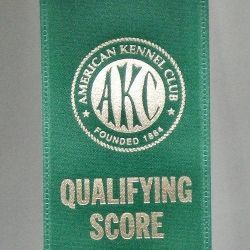 AMERICAN KENNEL CLUB
AKC
FOUNDED 1884
QUALIFYING
SCORE